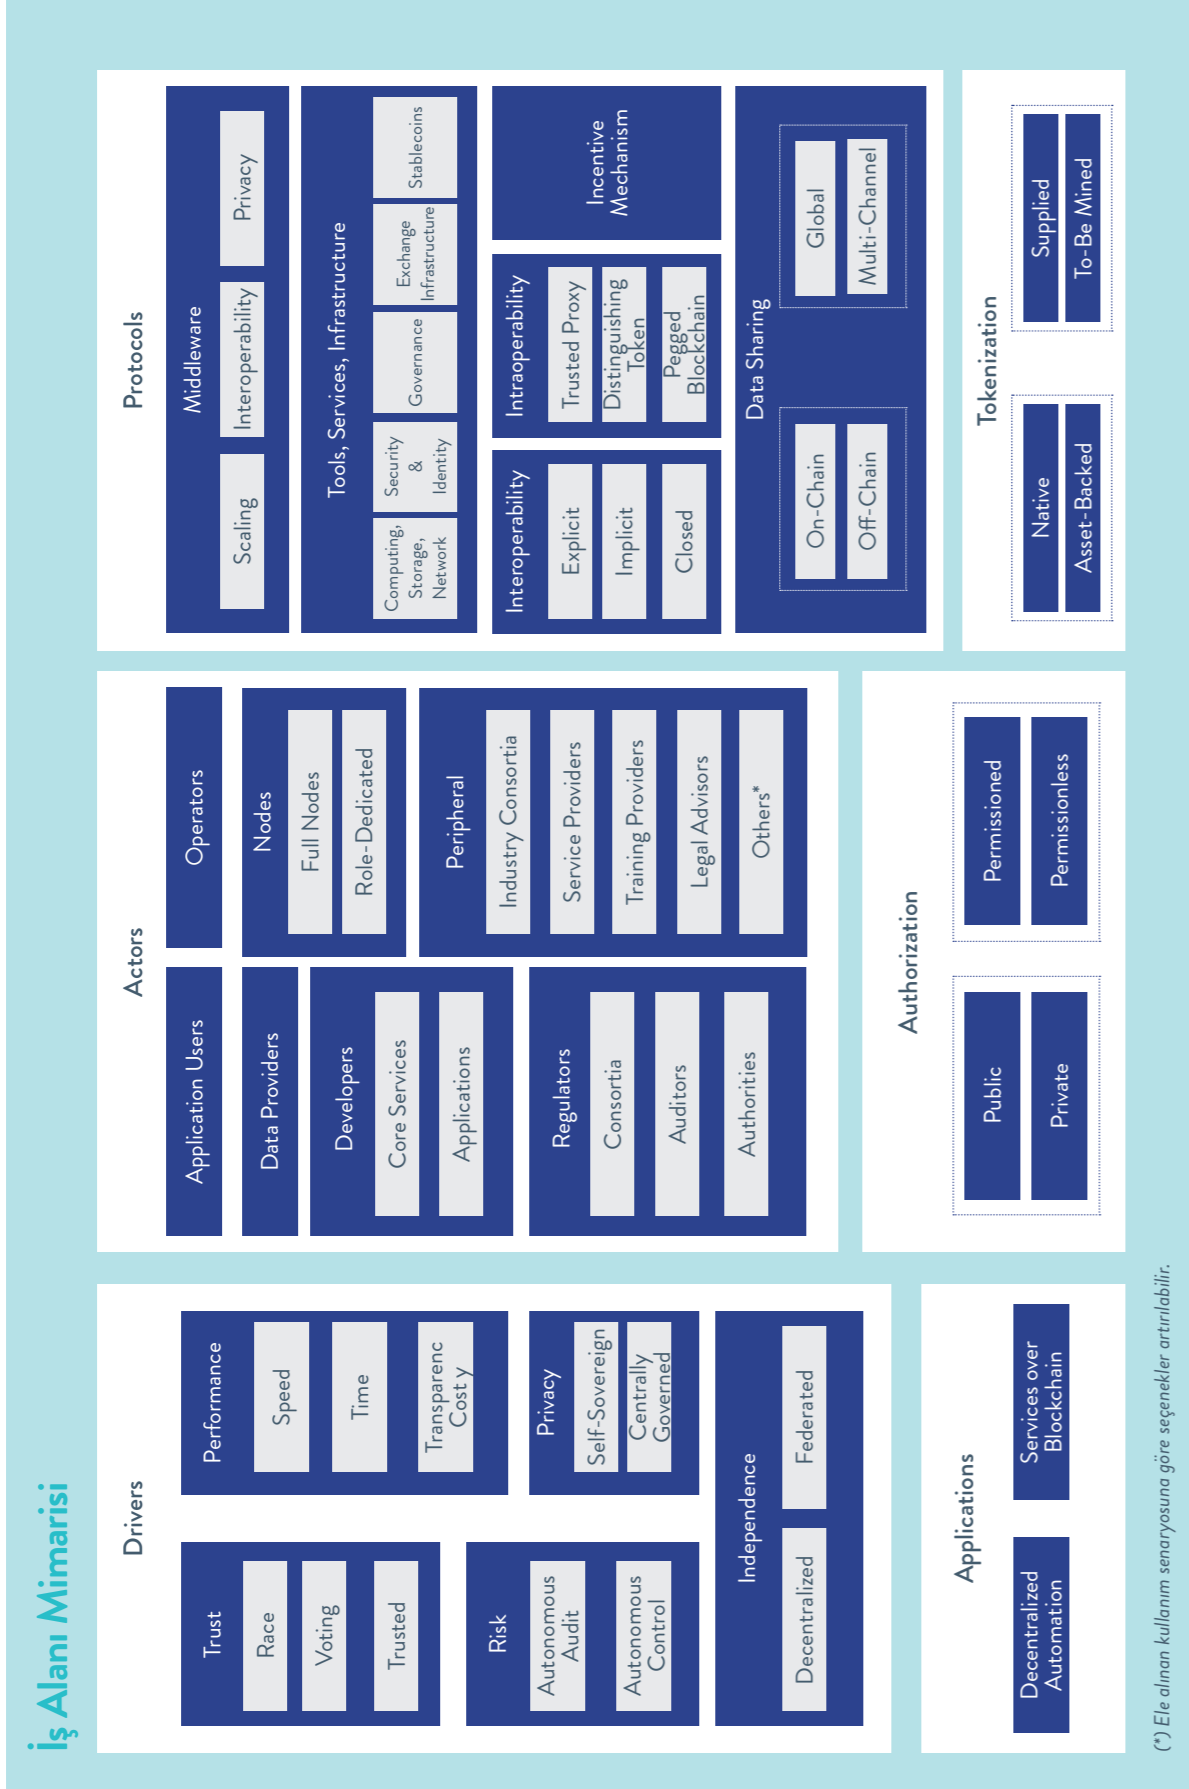 İş Alanı Mimarisi
Drivers
Trust
Race
Voting
Trusted
Performance
Speed
Time
Transparenc
Cost y
Risk
Autonomous
Audit
Autonomous
Control
Privacy
Self-Sovereign
Centrally
Governed
Independence
Decentralized
Federated
Applications
Decentralized
Automation
Services over
Blockchain
Actors
Application Users
Operators
Data Providers
Nodes
Full Nodes
Role-Dedicated
Developers
Core Services
Applications
Peripheral
Industry Consortia
Service Providers
Training Providers
Legal Advisors
Others*
Regulators
Consortia
Auditors
Authorities
Authorization
Public
Private
Permissioned
Permissionless
Protocols
Middleware
Scaling
Interoperability
Privacy
Tools, Services, Infrastructure
Computing,
Storage,
Network
Security
&
Identity
Governance
Exchange
Infrastructure
Stablecoins
Interoperability
Explicit
Implicit
Closed
Intraoperability
Trusted Proxy
Distinguishing
Token
Pegged
Blockchain
Incentive
Mechanism
Data Sharing
On-Chain
Off-Chain
Global
Multi-Channel
Tokenization
Native
Asset-Backed
Supplied
To-Be Mined
(*) Ele alınan kullanım senaryosuna göre seçenekler artırılabilir.